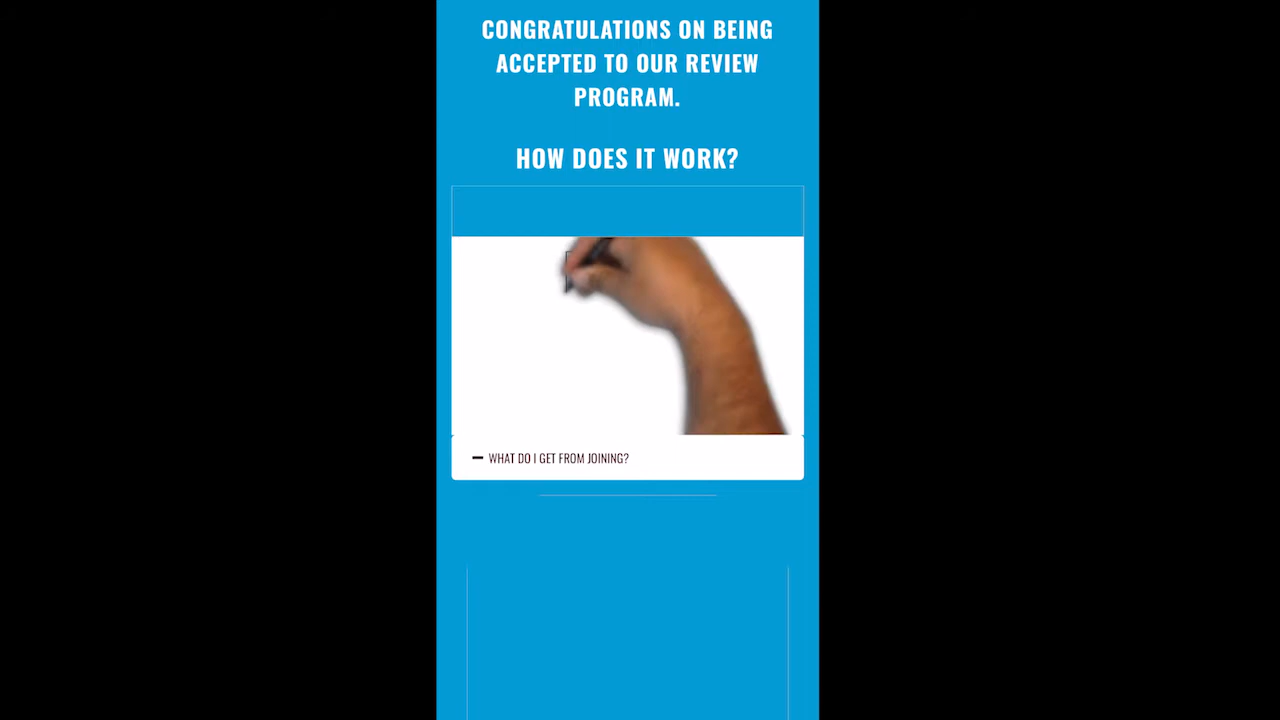 CONGRATULATIONS ON BEING
ACCEPTED TO OUR REVIEW
PROGRAM.
HOW DOES IT WORK?
WHAT DO I GET FROM JOINING?